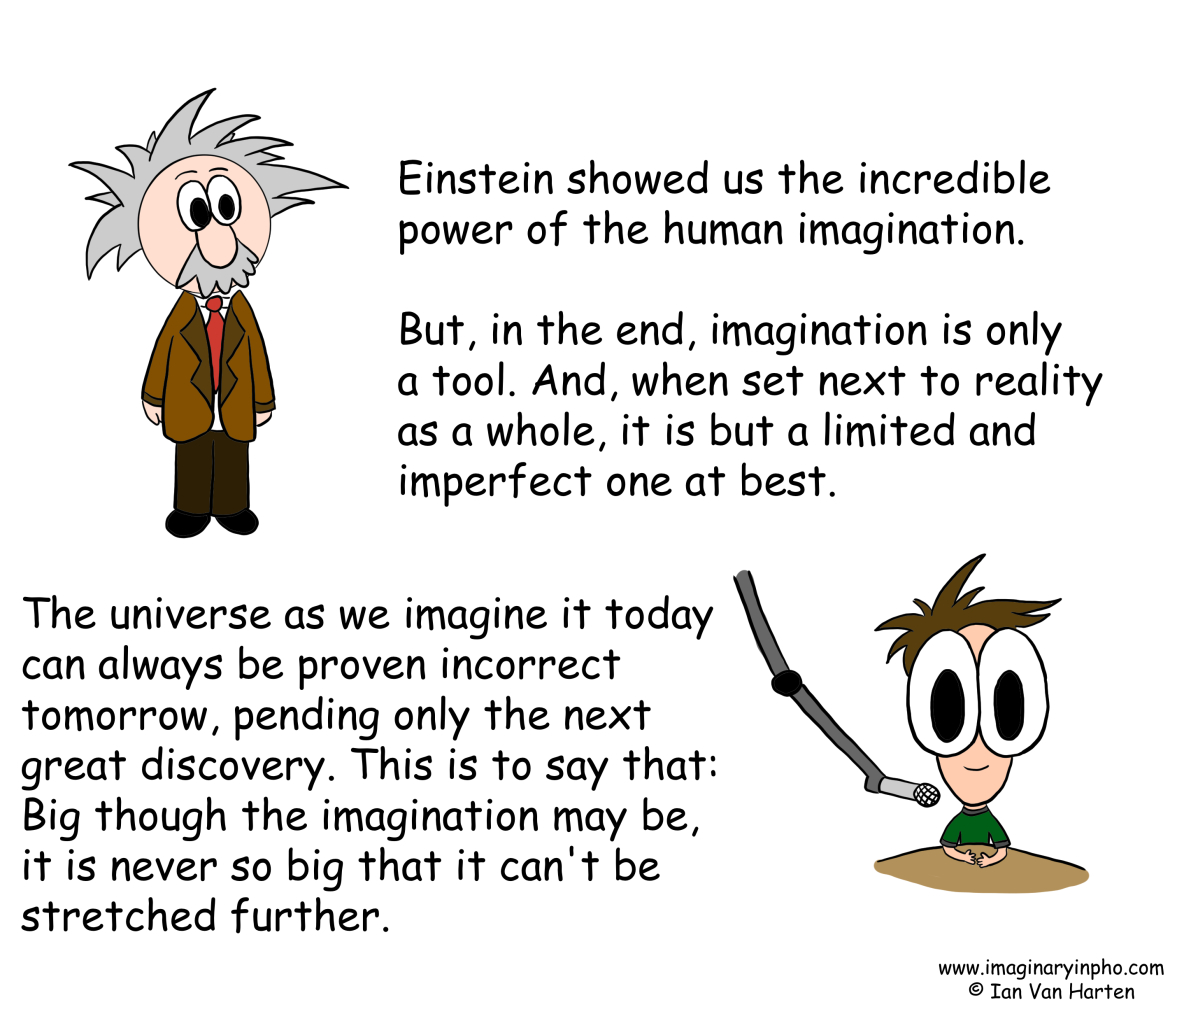 Einstein showed us the incredible
power of the human imagination.
But, in the end, imagination is only
a tool. And, when set next to reality
as a whole, it is but a limited and
imperfect one at best.
The universe as we imagine it today
can always be proven incorrect
tomorrow, pending only the next
great discovery. This is to say that:
Big though the imagination may be,
it is never so big that it can't be
stretched further.
www.imaginaryinpho.com
© Ian Van Harten